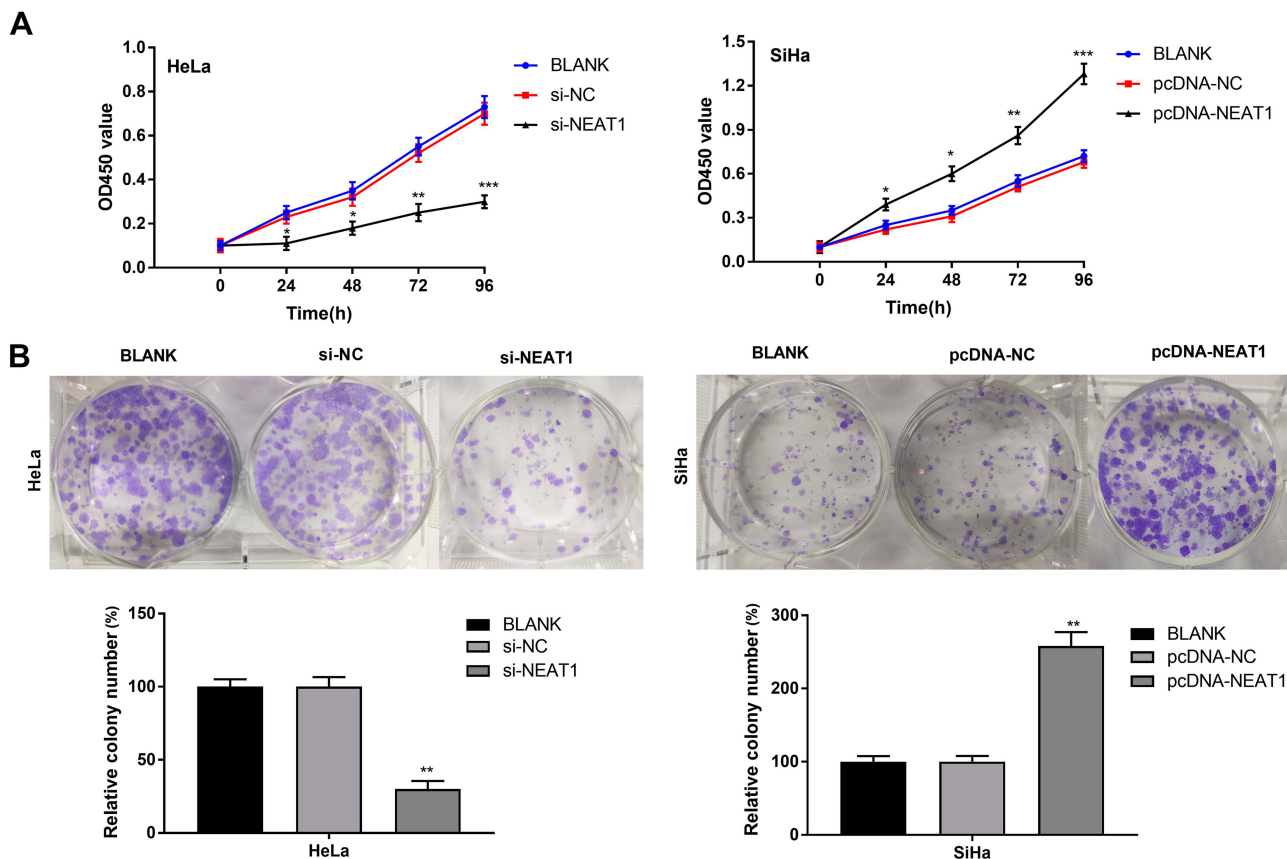 A
HeLa
OD450 value
1.0
0.8
0.6
0.4
0.2
0.0
0 24 48 72 96
Time(h)
* * ** ***
BLANK
si-NC
si-NEAT1
SiHa
OD450 value
1.5
1.2
0.9
0.6
0.3
0.0
0 24 48 72 96
Time(h)
* * ** ***
BLANK
pcDNA-NC
pcDNA-NEAT1
B
BLANK si-NC si-NEAT1
HeLa
BLANK pcDNA-NC pcDNA-NEAT1
SiHa
Relative colony number (%)
150
100
50
0
**
HeLa
BLANK
si-NC
si-NEAT1
Relative colony number (%)
300
200
100
0
**
SiHa
BLANK
pcDNA-NC
pcDNA-NEAT1